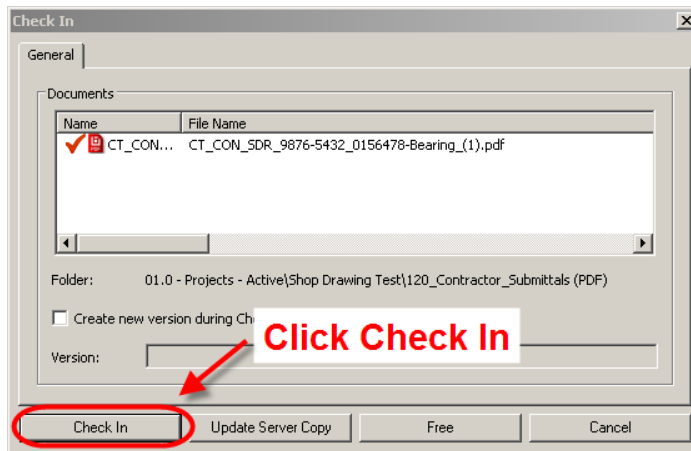 Check In
General
Documents
Name File Name
CT_CON... CT_CON_SDR_9876-5432_0156478-Bearing_(1).pdf
Folder: 01.0 - Projects - Active\Shop Drawing Test\120_Contractor_Submittals (PDF)
Create new version during Ch
Click Check In
Version:
Check In Update Server Copy Free Cancel